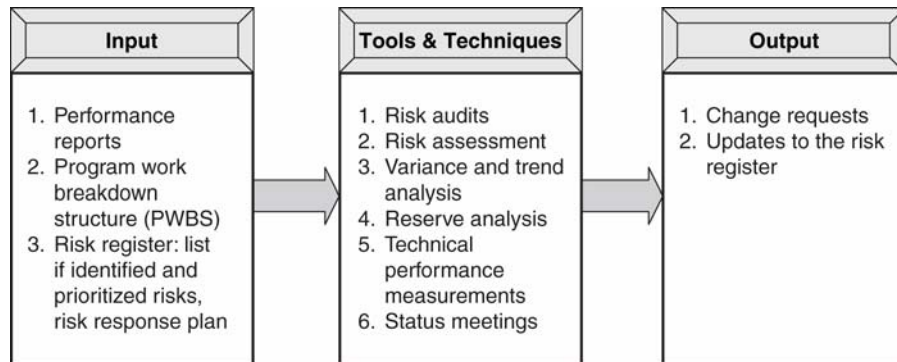 Input
1. Performance
reports
2. Program work
breakdown
structure (PWBS)
3. Risk register: list
if identified and
prioritized risks,
risk response plan
Tools & Techniques
1. Risk audits
2. Risk assessment
3. Variance and trend
analysis
4. Reserve analysis
5. Technical
performance
measurements
6. Status meetings
Output
1. Change requests
2. Updates to the risk
register